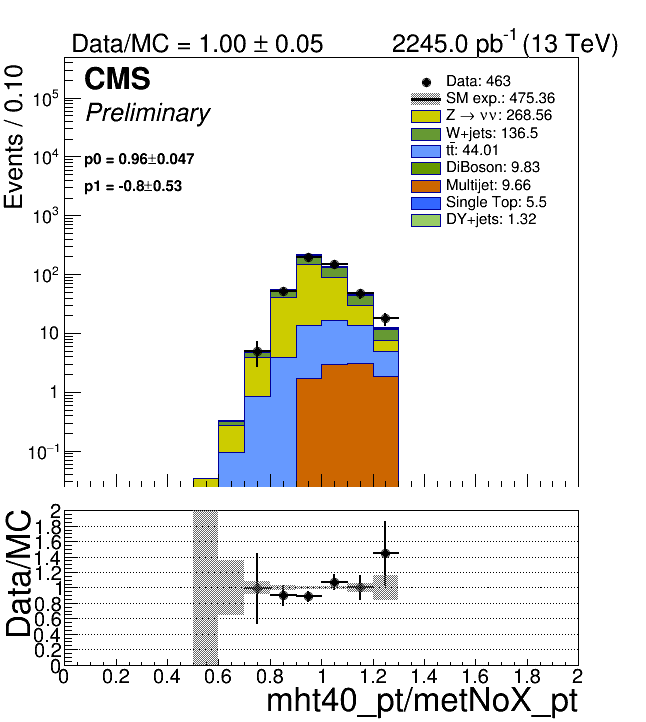 Data/MC = 1.00 ± 0.05 2245.0 pb⁻¹ (13 TeV)
CMS
Preliminary
p0 = 0.96±0.047
p1 = -0.8±0.53
Data: 463
SM exp.: 475.36
Z → νν: 268.56
W+jets: 136.5
tt̄: 44.01
DiBoson: 9.83
Multijet: 9.66
Single Top: 5.5
DY+jets: 1.32
Events / 0.10
10⁵
10⁴
10³
10²
10
1
10⁻¹
Data/MC
2
1.8
1.6
1.4
1.2
1
0.8
0.6
0.4
0.2
0
0 0.2 0.4 0.6 0.8 1 1.2 1.4 1.6 1.8 2
mht40_pt/metNoX_pt